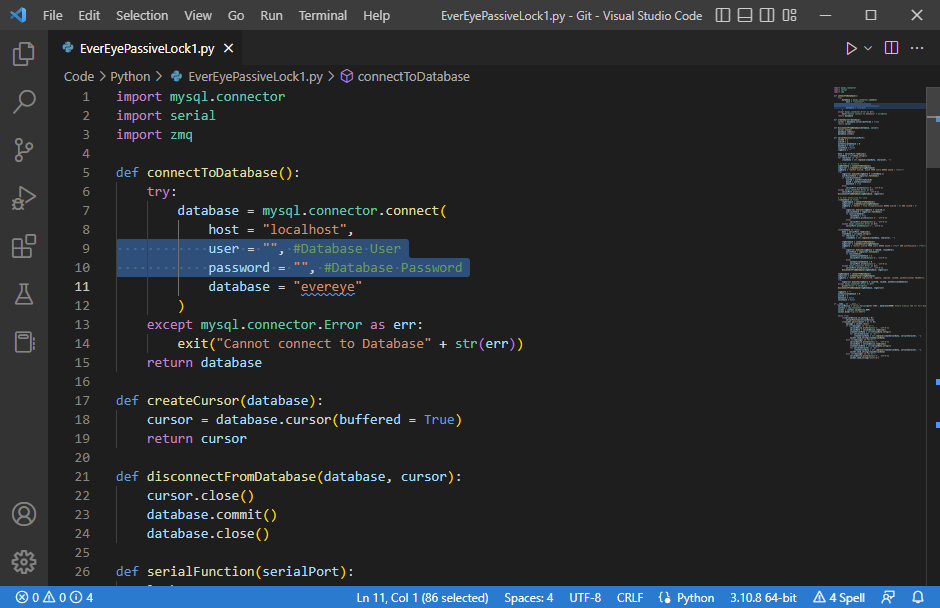 File Edit Selection View Go Run Terminal Help EverEyePassiveLock1.py - Git - Visual Studio Code
EverEyePassiveLock1.py
Code > Python > EverEyePassiveLock1.py > connectToDatabase
1 import mysql.connector
2 import serial
3 import zmq
4
5 def connectToDatabase():
6 try:
7 database = mysql.connector.connect(
8 host = "localhost",
9 user = "", #Database User
10 password = "", #Database Password
11 database = "evereye"
12 )
13 except mysql.connector.Error as err:
14 exit("Cannot connect to Database" + str(err))
15 return database
16
17 def createCursor(database):
18 cursor = database.cursor(buffered = True)
19 return cursor
20
21 def disconnectFromDatabase(database, cursor):
22 cursor.close()
23 database.commit()
24 database.close()
25
26 def serialFunction(serialPort):
0 0 4 Ln 11, Col 1 (86 selected) Spaces: 4 UTF-8 CRLF Python 3.10.8 64-bit 4 Spell